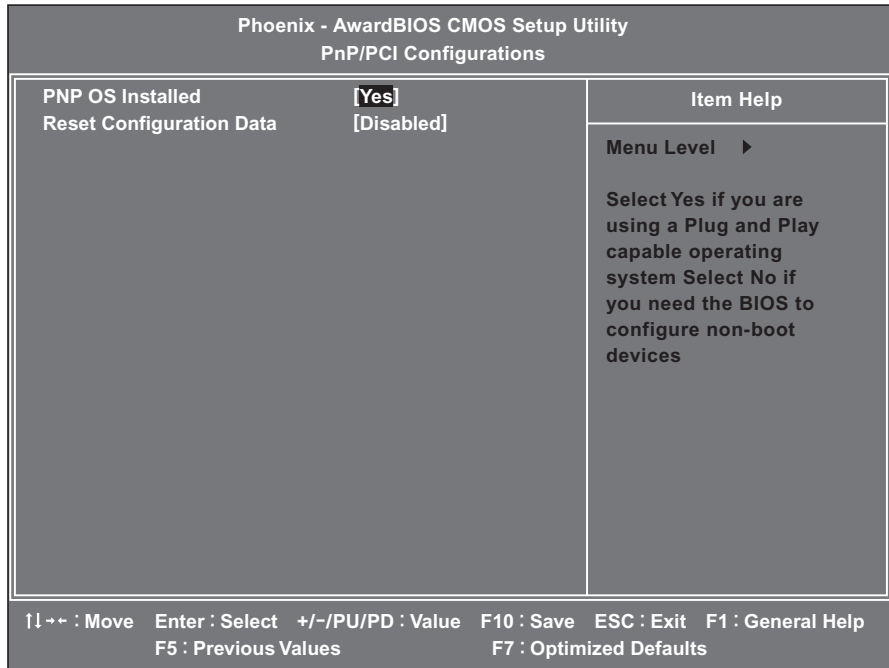 Phoenix - AwardBIOS CMOS Setup Utility
PnP/PCI Configurations
PNP OS Installed [Yes]
Reset Configuration Data [Disabled]
Item Help
Menu Level ▶
Select Yes if you are
using a Plug and Play
capable operating
system Select No if
you need the BIOS to
configure non-boot
devices
↑↓→← : Move Enter : Select +/-/PU/PD : Value F10 : Save ESC : Exit F1 : General Help
F5 : Previous Values F7 : Optimized Defaults